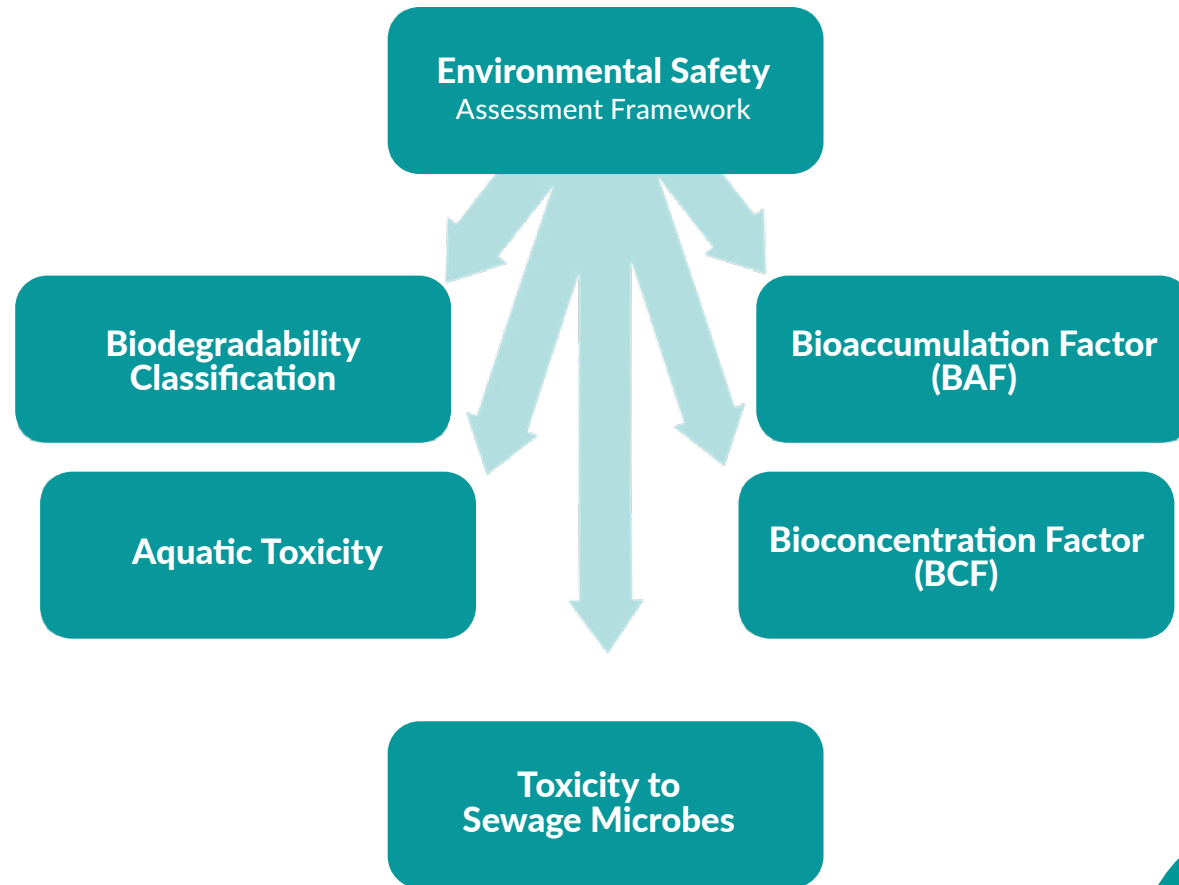 Environmental Safety
Assessment Framework
Biodegradability
Classification
Bioaccumulation Factor
(BAF)
Aquatic Toxicity
Bioconcentration Factor
(BCF)
Toxicity to
Sewage Microbes